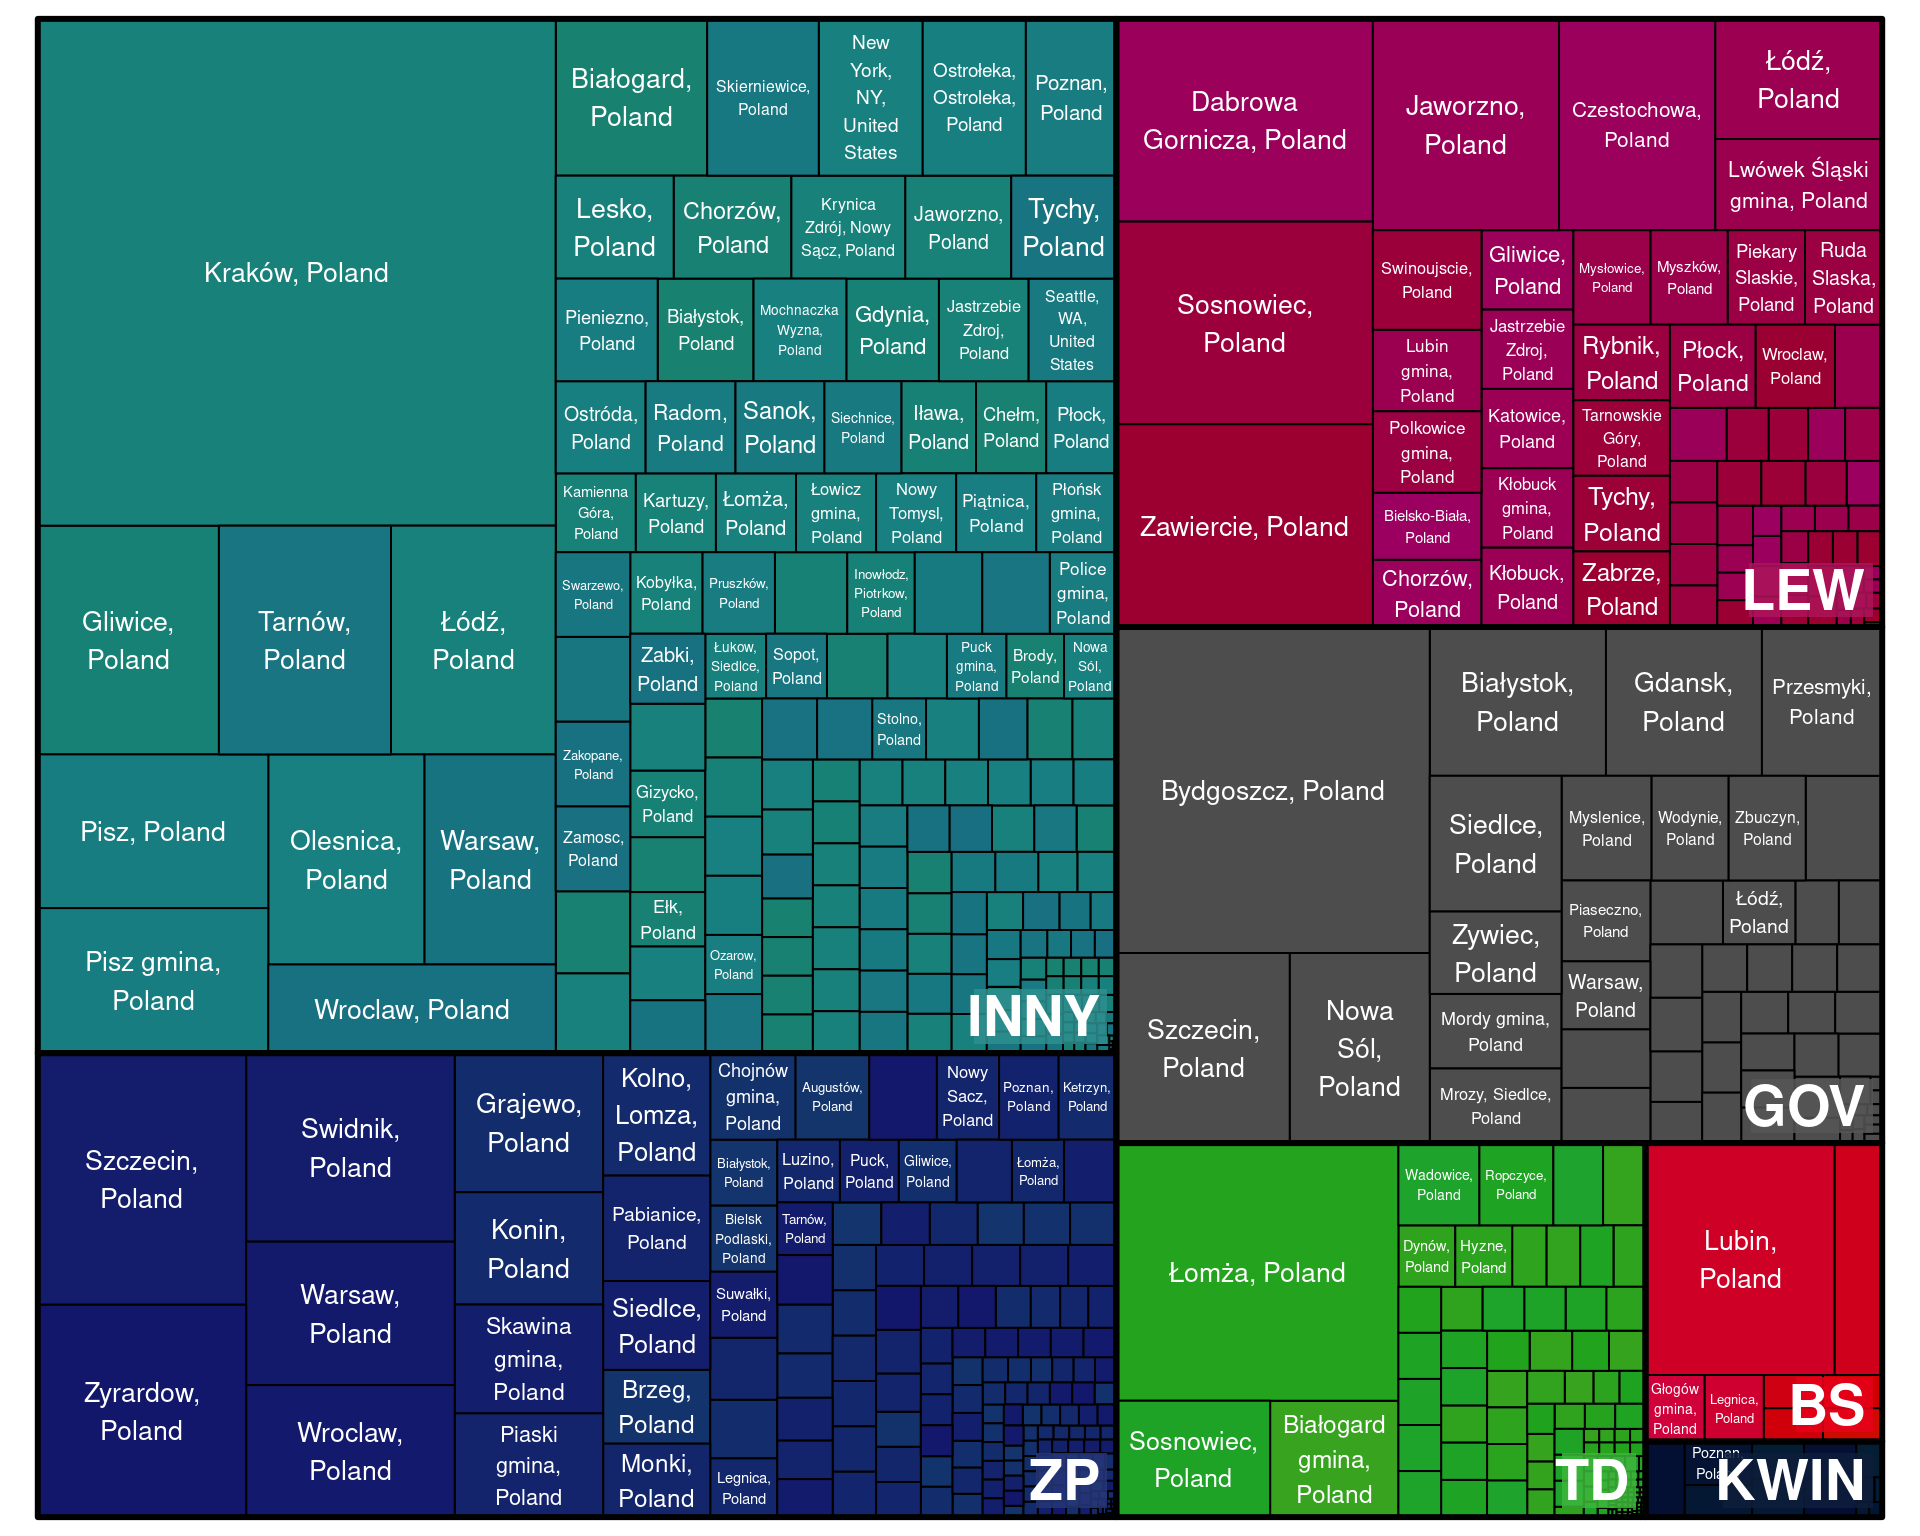 Kraków, Poland
Białogard,
Poland
Skierniewice,
Poland
New
York,
NY,
United
States
Ostrołeka,
Ostroleka,
Poland
Poznan,
Poland
Lesko,
Poland
Chorzów,
Poland
Krynica
Zdrój, Nowy
Sącz, Poland
Jaworzno,
Poland
Tychy,
Poland
Pieniezno,
Poland
Białystok,
Poland
Mochnaczka
Wyzna,
Poland
Gdynia,
Poland
Jastrzebie
Zdroj,
Poland
Seattle,
WA,
United
States
Ostróda,
Poland
Radom,
Poland
Sanok,
Poland
Siechnice,
Poland
Iława,
Poland
Chełm,
Poland
Płock,
Poland
Kamienna
Góra,
Poland
Kartuzy,
Poland
Łomża,
Poland
Łowicz
gmina,
Poland
Nowy
Tomysl,
Poland
Piątnica,
Poland
Płońsk
gmina,
Poland
Gliwice,
Poland
Tarnów,
Poland
Łódź,
Poland
Swarzewo,
Poland
Kobyłka,
Poland
Pruszków,
Poland
Inowłodz,
Piotrkow,
Poland
Police
gmina,
Poland
Zabki,
Poland
Łukow,
Siedlce,
Poland
Sopot,
Poland
Puck
gmina,
Poland
Brody,
Poland
Nowa
Sól,
Poland
Zakopane,
Poland
Stolno,
Poland
Gizycko,
Poland
Zamosc,
Poland
Ełk,
Poland
Ozarow,
Poland
Pisz, Poland
Olesnica,
Poland
Warsaw,
Poland
Pisz gmina,
Poland
Wroclaw, Poland
INNY
Dabrowa
Gornicza, Poland
Jaworzno,
Poland
Czestochowa,
Poland
Łódź,
Poland
Lwówek Śląski
gmina, Poland
Sosnowiec,
Poland
Swinoujscie,
Poland
Gliwice,
Poland
Mysłowice,
Poland
Myszków,
Poland
Piekary
Slaskie,
Poland
Ruda
Slaska,
Poland
Lubin
gmina,
Poland
Jastrzebie
Zdroj,
Poland
Rybnik,
Poland
Płock,
Poland
Wroclaw,
Poland
Zawiercie, Poland
Polkowice
gmina,
Poland
Katowice,
Poland
Tarnowskie
Góry,
Poland
Bielsko-Biała,
Poland
Kłobuck
gmina,
Poland
Tychy,
Poland
Chorzów,
Poland
Kłobuck,
Poland
Zabrze,
Poland
LEW
Bydgoszcz, Poland
Białystok,
Poland
Gdansk,
Poland
Przesmyki,
Poland
Siedlce,
Poland
Myslenice,
Poland
Wodynie,
Poland
Zbuczyn,
Poland
Zywiec,
Poland
Piaseczno,
Poland
Łódź,
Poland
Szczecin,
Poland
Nowa
Sól,
Poland
Mordy gmina,
Poland
Warsaw,
Poland
Mrozy, Siedlce,
Poland
GOV
Szczecin,
Poland
Swidnik,
Poland
Grajewo,
Poland
Kolno,
Lomza,
Poland
Chojnów
gmina,
Poland
Augustów,
Poland
Nowy
Sacz,
Poland
Poznan,
Poland
Ketrzyn,
Poland
Konin,
Poland
Pabianice,
Poland
Białystok,
Poland
Luzino,
Poland
Puck,
Poland
Gliwice,
Poland
Łomża,
Poland
Bielsk
Podlaski,
Poland
Tarnów,
Poland
Zyrardow,
Poland
Warsaw,
Poland
Skawina
gmina,
Poland
Siedlce,
Poland
Suwałki,
Poland
Wroclaw,
Poland
Piaski
gmina,
Poland
Brzeg,
Poland
Monki,
Poland
Legnica,
Poland
ZP
Łomża, Poland
Wadowice,
Poland
Ropczyce,
Poland
Dynów,
Poland
Hyzne,
Poland
Sosnowiec,
Poland
Białogard
gmina,
Poland
TD
Lubin,
Poland
Głogów
gmina,
Poland
Legnica,
Poland
BS
Poznan,
KWIN